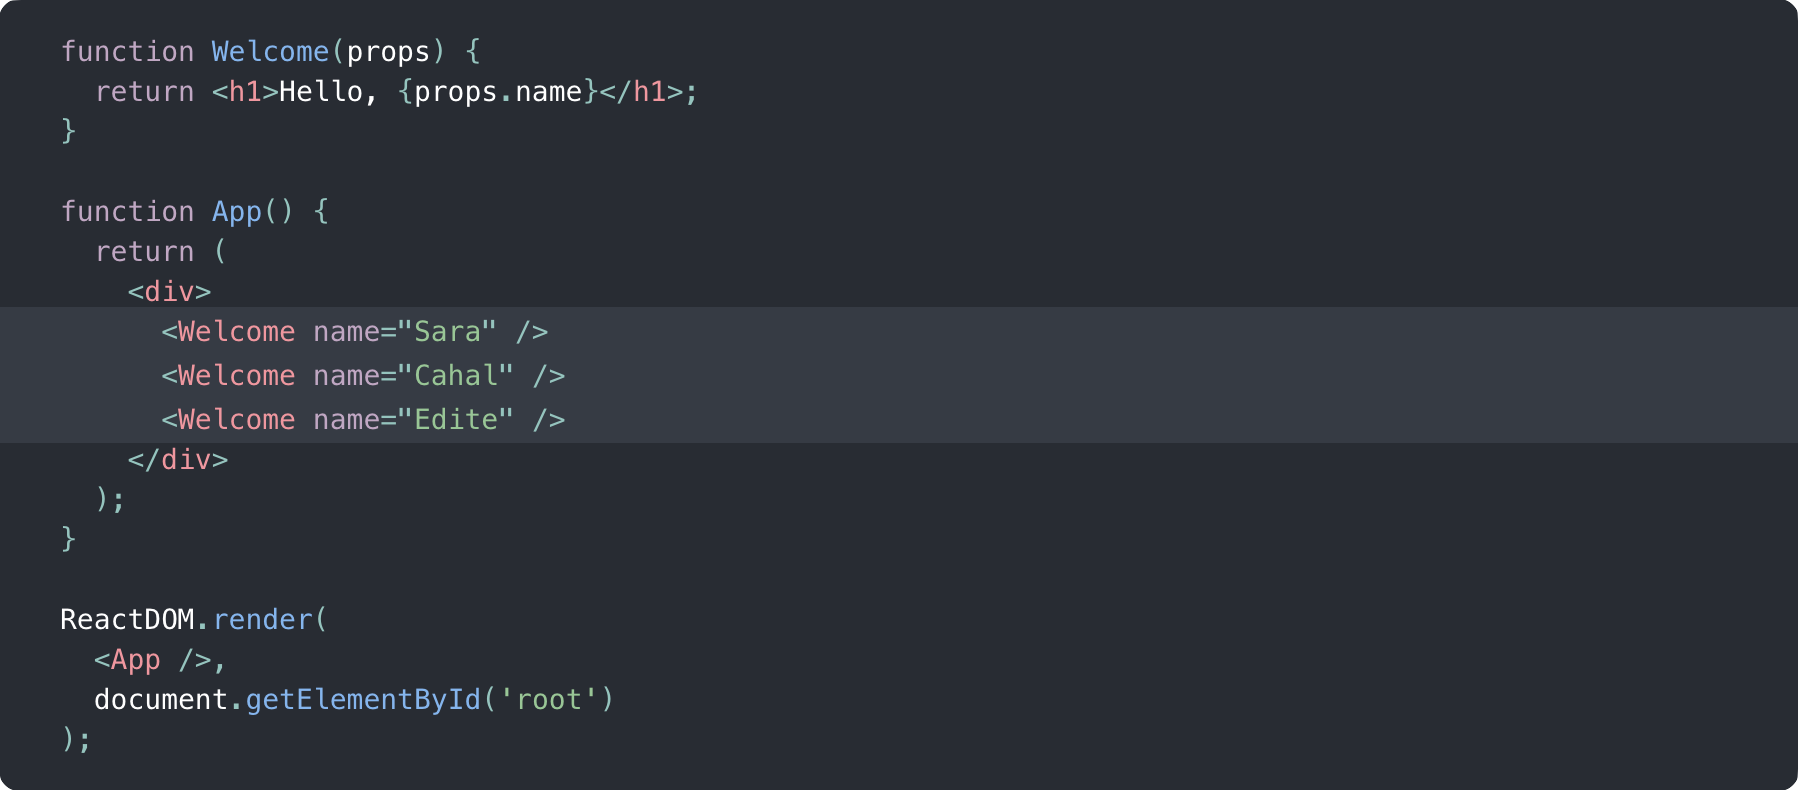 function Welcome(props) {
  return <h1>Hello, {props.name}</h1>;
}

function App() {
  return (
    <div>
      <Welcome name="Sara" />
      <Welcome name="Cahal" />
      <Welcome name="Edite" />
    </div>
  );
}

ReactDOM.render(
  <App />,
  document.getElementById('root')
);